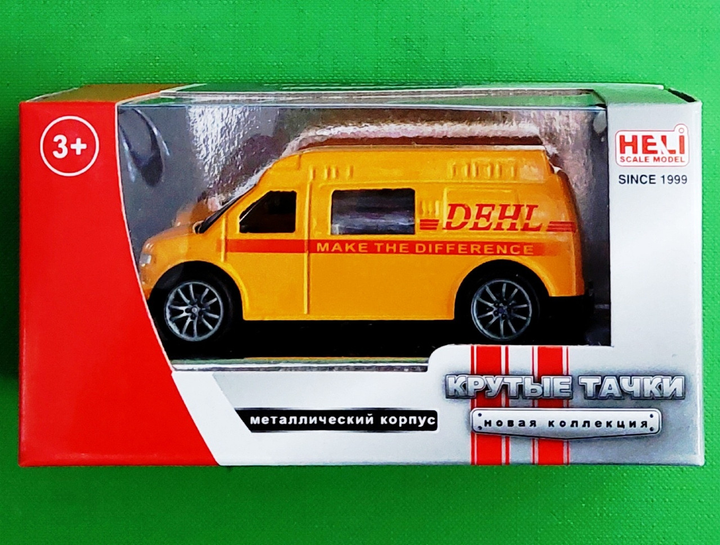 3+
HELi
SCALE MODEL
SINCE 1999
DEHL
MAKE THE DIFFERENCE
КРУТЫЕ ТАЧКИ
металлический корпус
новая коллекция